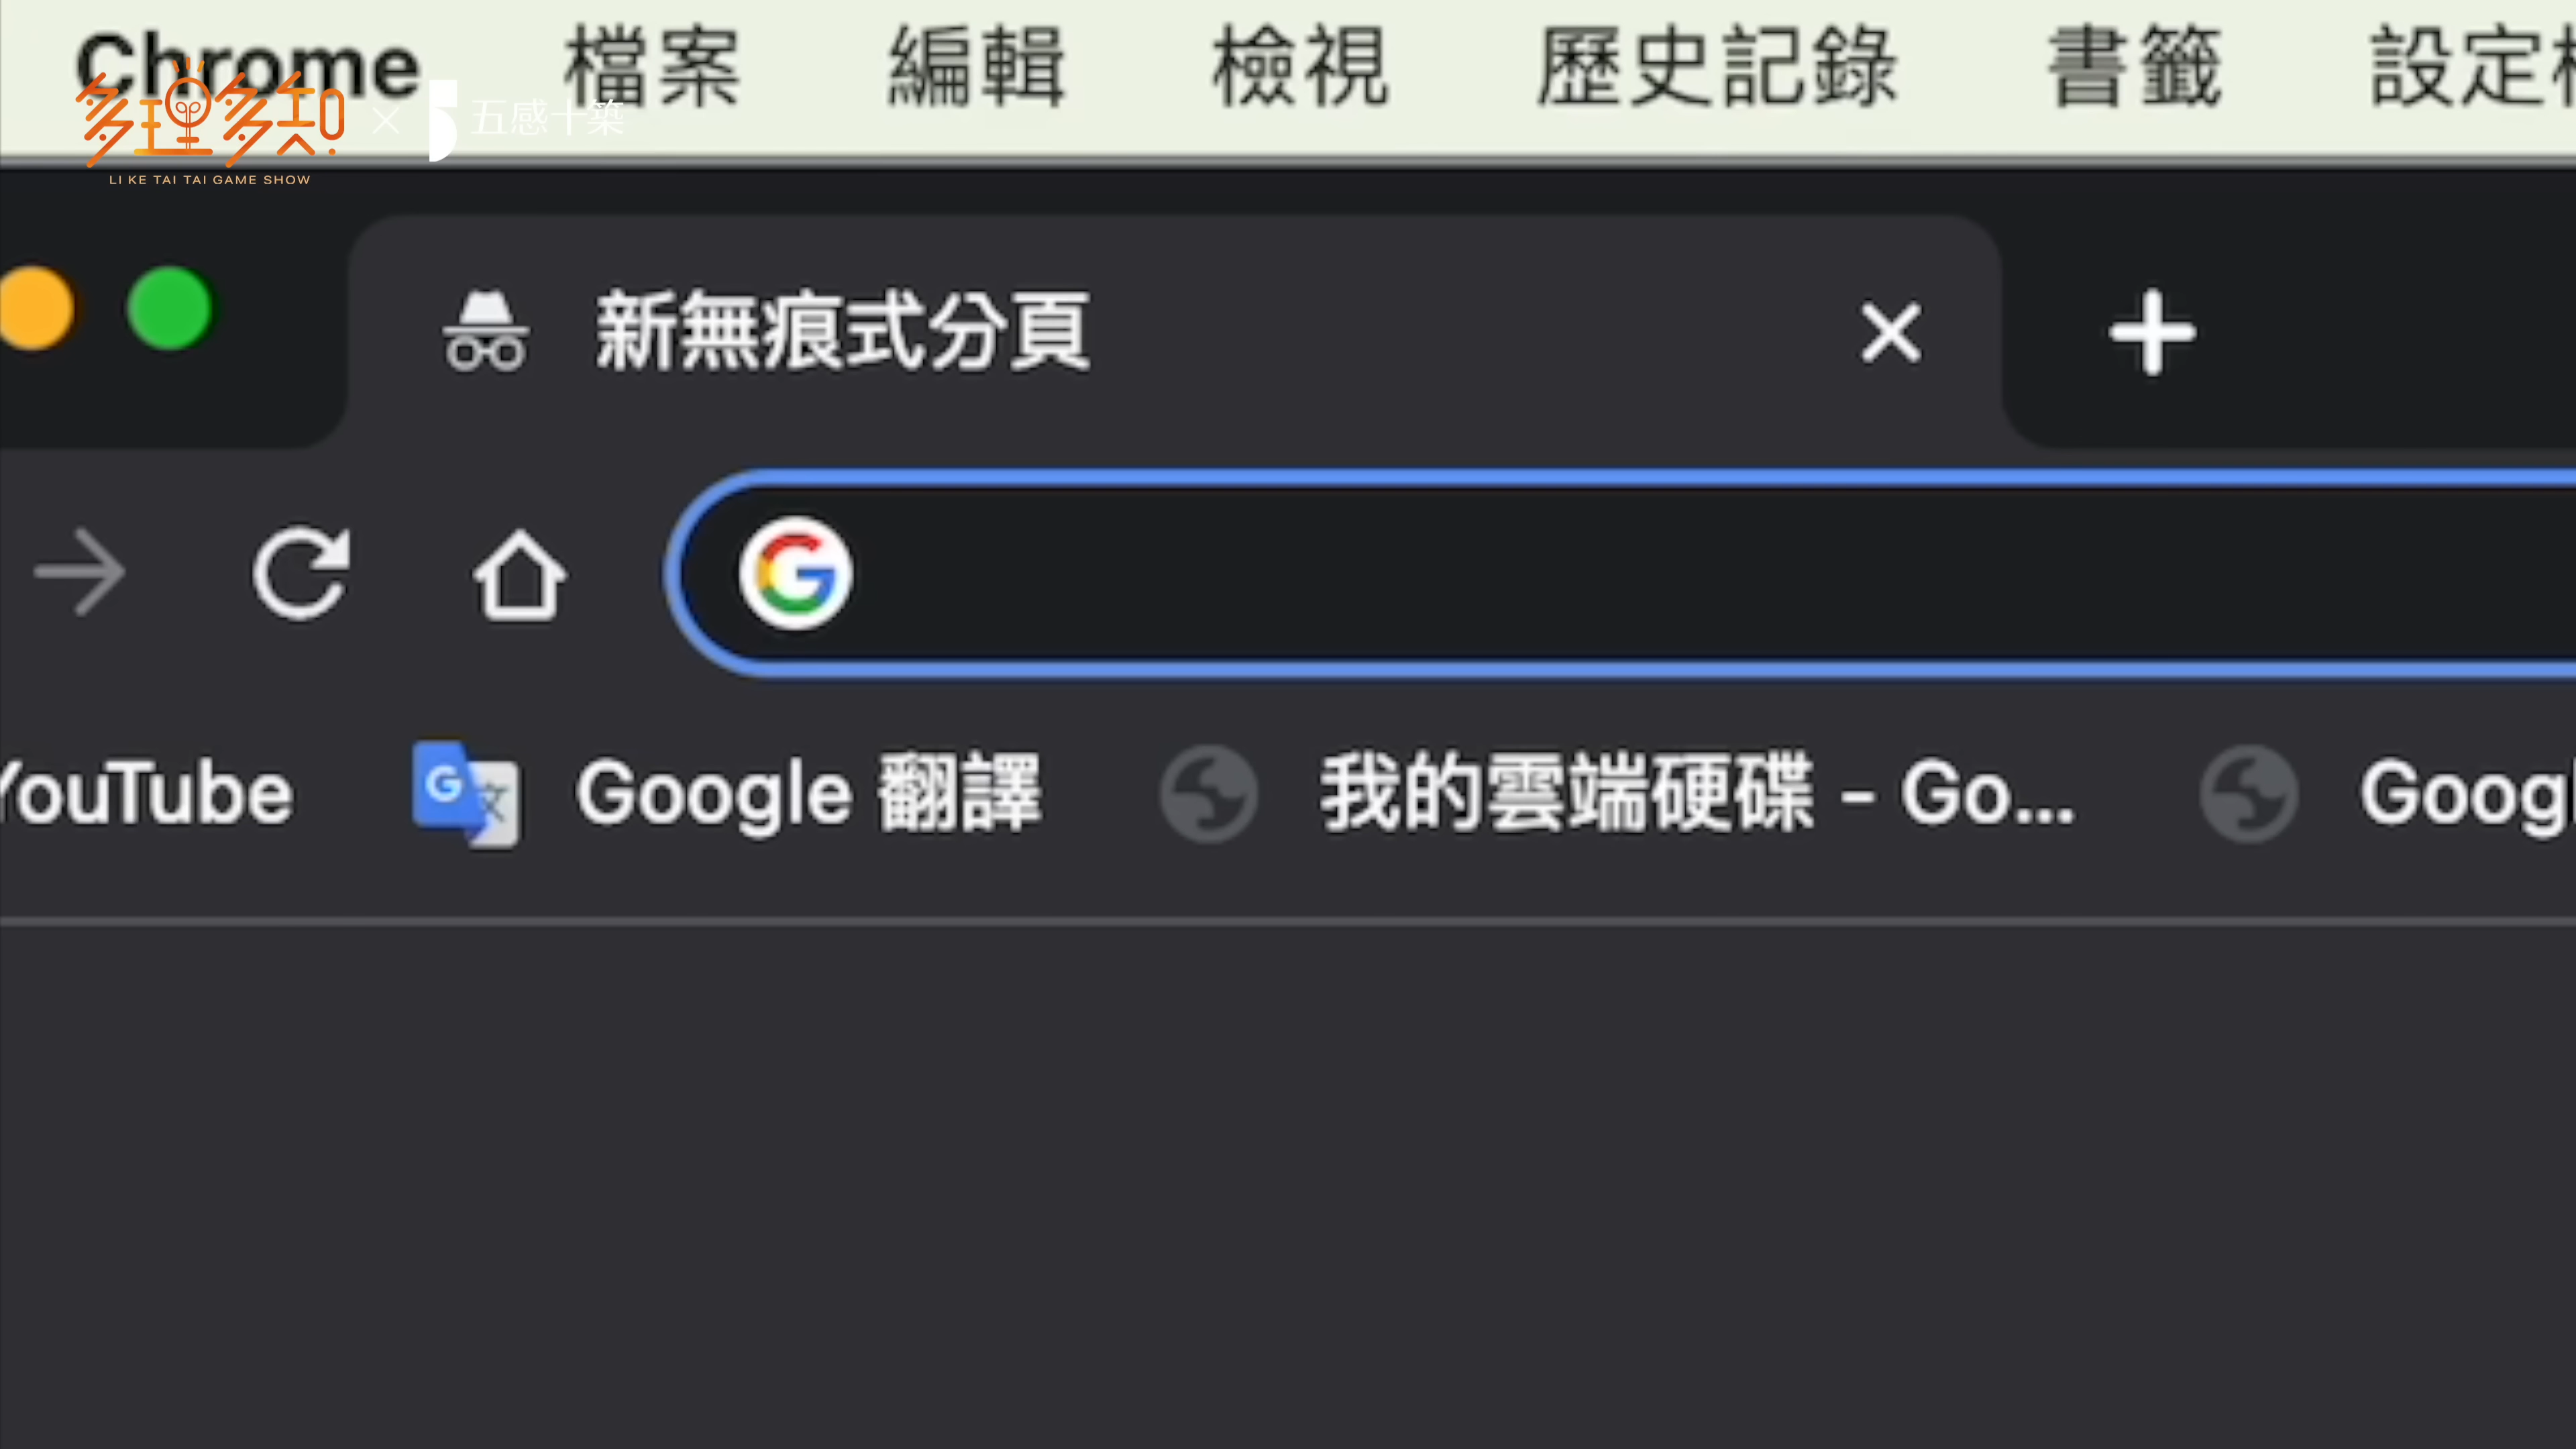 Chrome 檔案 編輯 檢視 歷史記錄 書籤 設定
多理多知 × 五感十築
LI KE TAI TAI GAME SHOW
新無痕式分頁
YouTube Google 翻譯 我的雲端硬碟 - Go... Googl